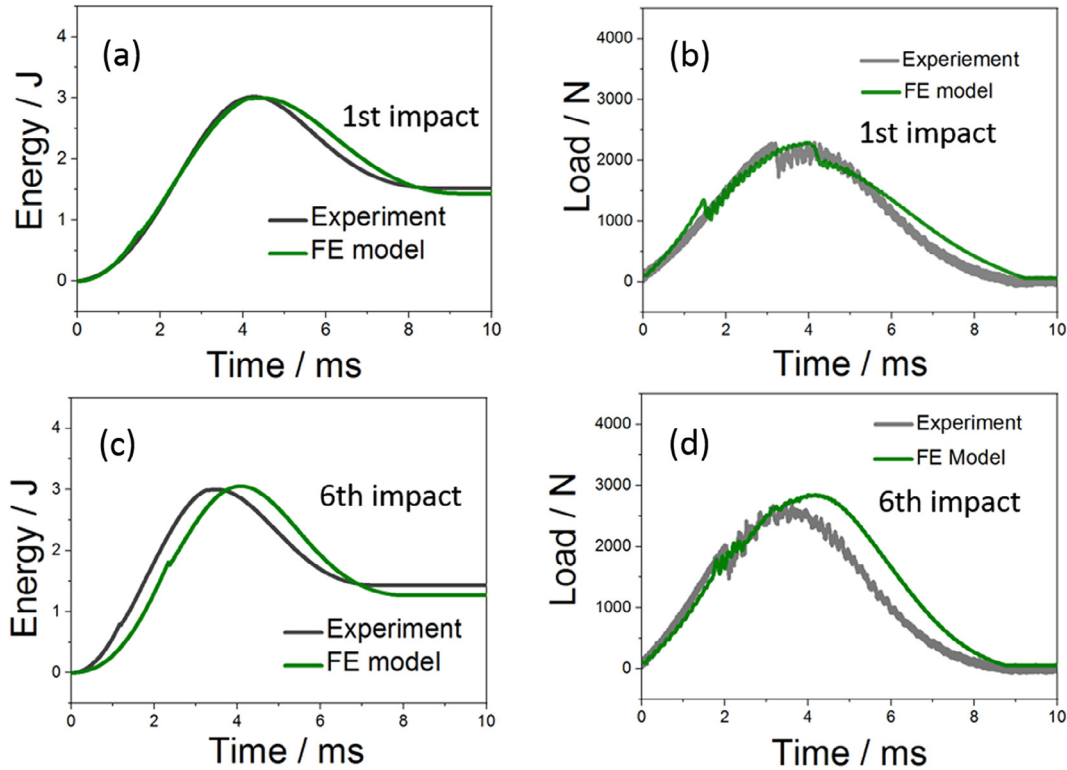 (a)
Energy / J
4
3
2
1
0
1st impact
Experiment
FE model
0 2 4 6 8 10
Time / ms
(b)
Load / N
4000
3000
2000
1000
0
Experiement
FE model
1st impact
0 2 4 6 8 10
Time / ms
(c)
Energy / J
4
3
2
1
0
6th impact
Experiment
FE model
0 2 4 6 8 10
Time / ms
(d)
Load / N
4000
3000
2000
1000
0
Experiment
FE Model
6th impact
0 2 4 6 8 10
Time / ms